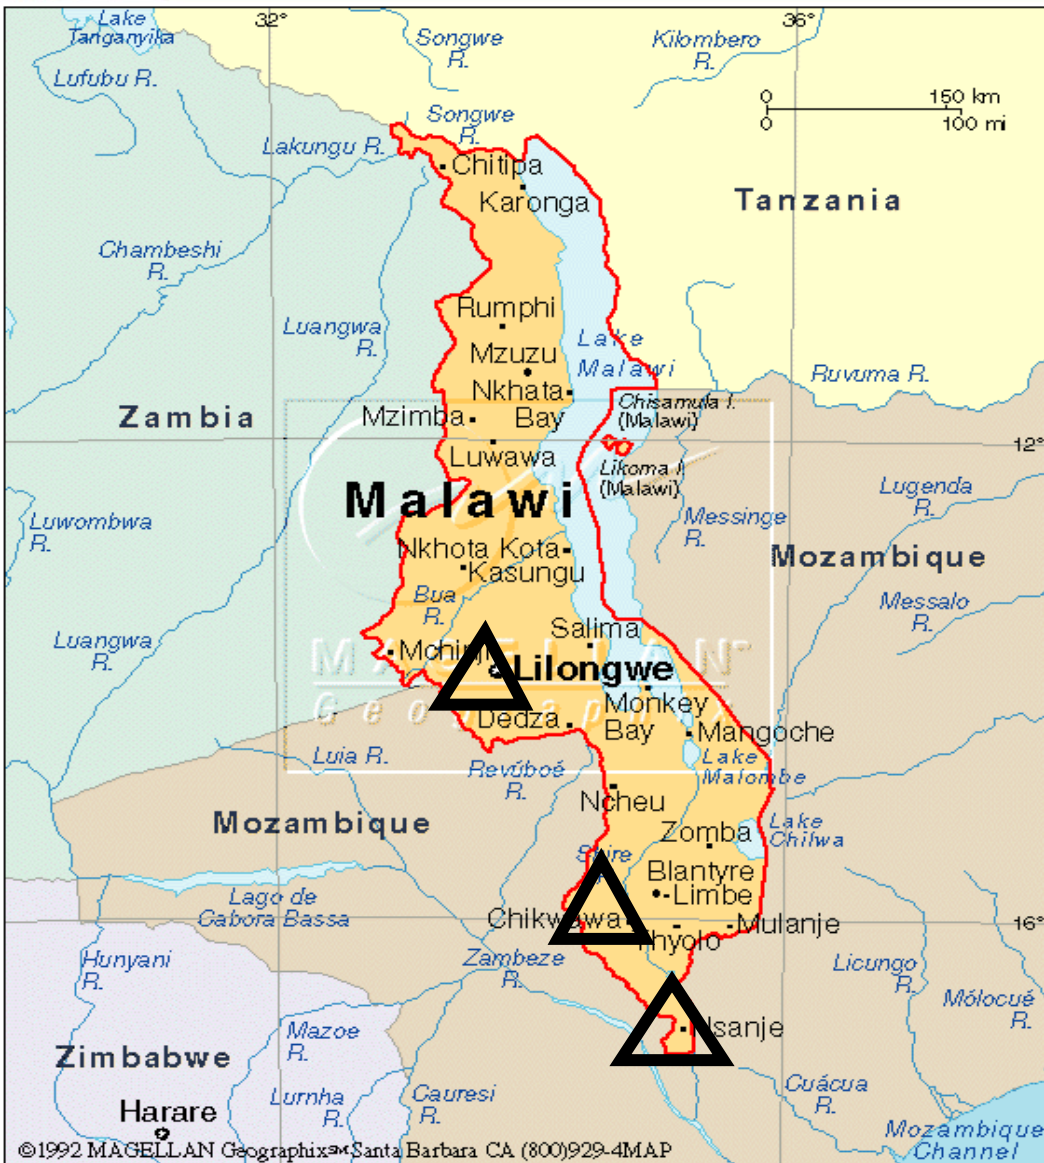 32°
36°
Lake
Tanganyika
Songwe
R.
Kilombero
R.
Lufubu R.
0 150 km
0 100 mi
Songwe
R.
Lakungu R.
Chitipa
Karonga
Tanzania
Chambeshi
R.
Rumphi
Luangwa
R.
Mzuzu
Lake
Malawi
Nkhata
Bay
Ruvuma R.
Zambia
Mzimba
Chisamula I.
(Malawi)
12°
Luwawa
Likoma I
(Malawi)
Malawi
Lugenda
R.
Luwombwa
R.
Messinge
R.
Nkhota Kota
Kasungu
Mozambique
Bua
R.
Messalo
R.
Luangwa
R.
Salima
Mchinji
MAGELLAN
Geographix
Lilongwe
Monkey
Bay
Dedza
Mangoche
Luia R.
Revúboé
R.
Lake
Malombe
Ncheu
Mozambique
Zomba
Lake
Chilwa
Shire
Blantyre
Limbe
Lago de
Cabora Bassa
Chikwawa
Thyolo
Mulanje
16°
Hunyani
R.
Zambeze
R.
Licungo
R.
Mólocué
R.
Mazoe
R.
Nsanje
Zimbabwe
Cuácua
R.
Harare
Lurnha
R.
Cauresi
R.
Mozambique
Channel
©1992 MAGELLAN Geographix℠ Santa Barbara CA (800)929-4MAP